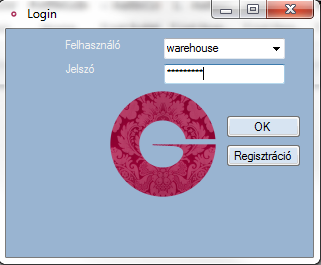 Login
Felhasználó warehouse
Jelszó *********
OK
Regisztráció